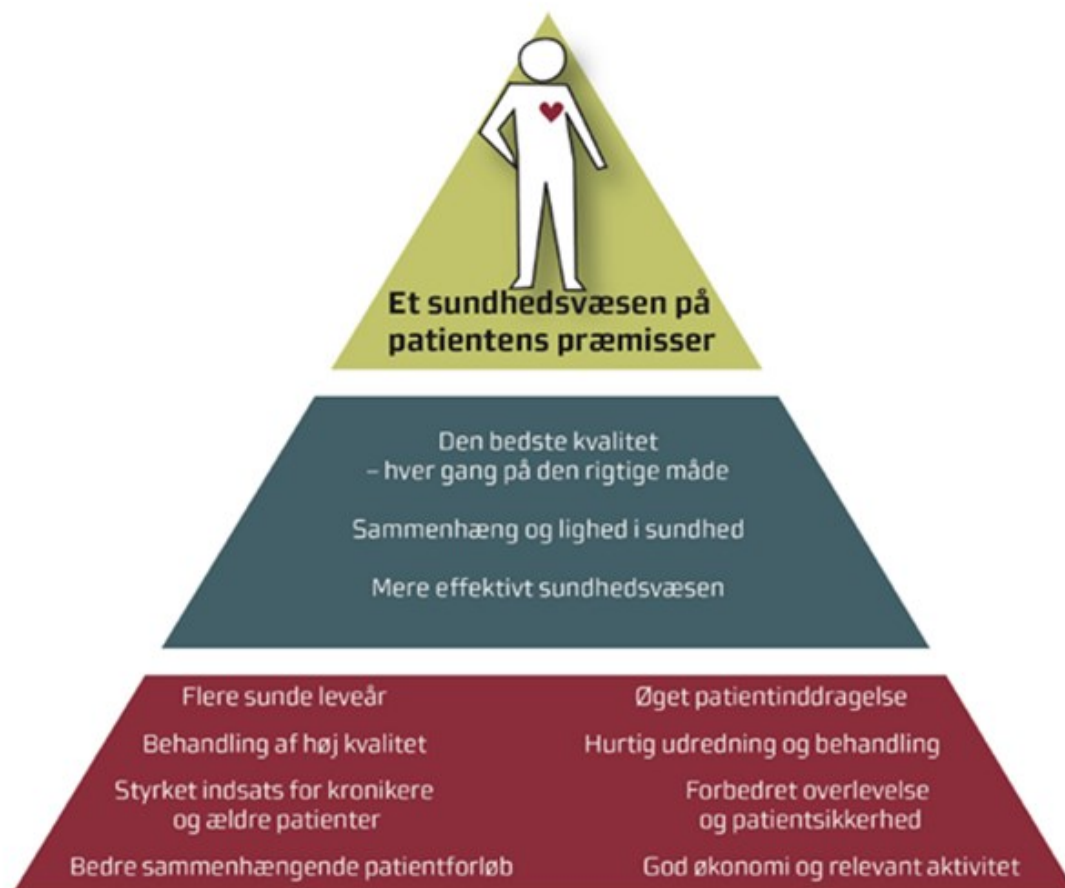 Et sundhedsvæsen på
patientens præmisser
Den bedste kvalitet
– hver gang på den rigtige måde
Sammenhæng og lighed i sundhed
Mere effektivt sundhedsvæsen
Flere sunde leveår
Behandling af høj kvalitet
Styrket indsats for kronikere
og ældre patienter
Bedre sammenhængende patientforløb
Øget patientinddragelse
Hurtig udredning og behandling
Forbedret overlevelse
og patientsikkerhed
God økonomi og relevant aktivitet